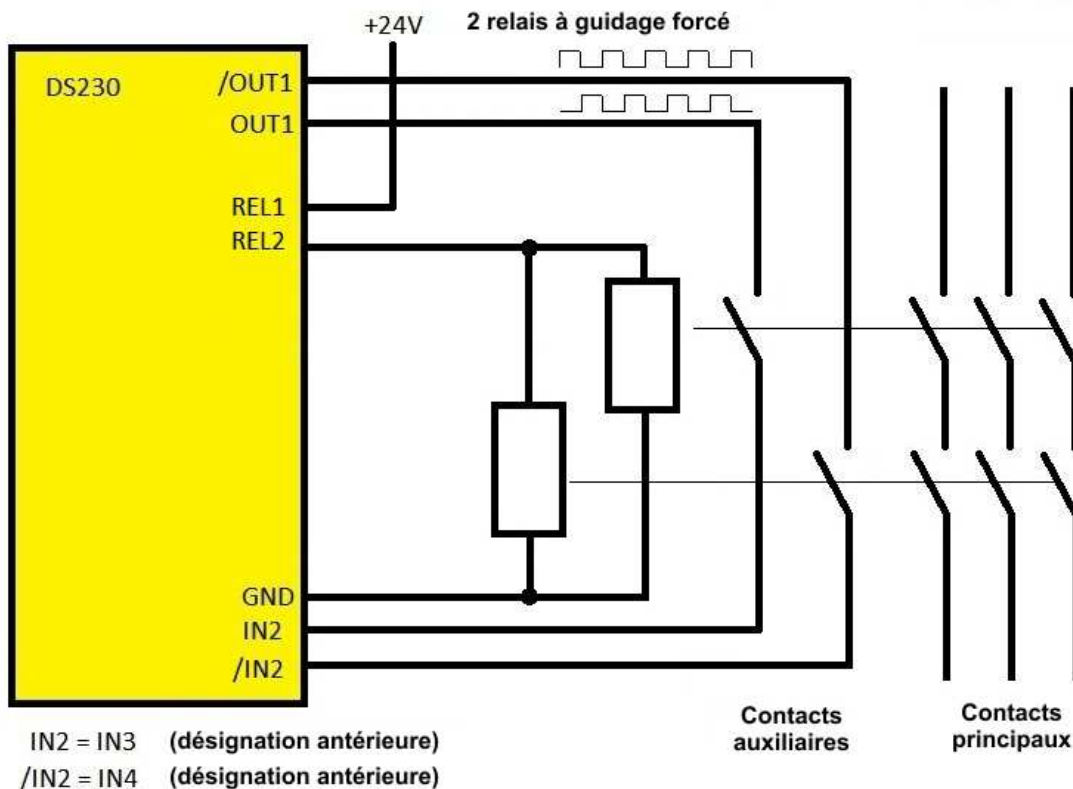 +24V
2 relais à guidage forcé
DS230
/OUT1
OUT1
REL1
REL2
GND
IN2
/IN2
Contacts
auxiliaires
Contacts
principaux
IN2 = IN3 (désignation antérieure)
/IN2 = IN4 (désignation antérieure)